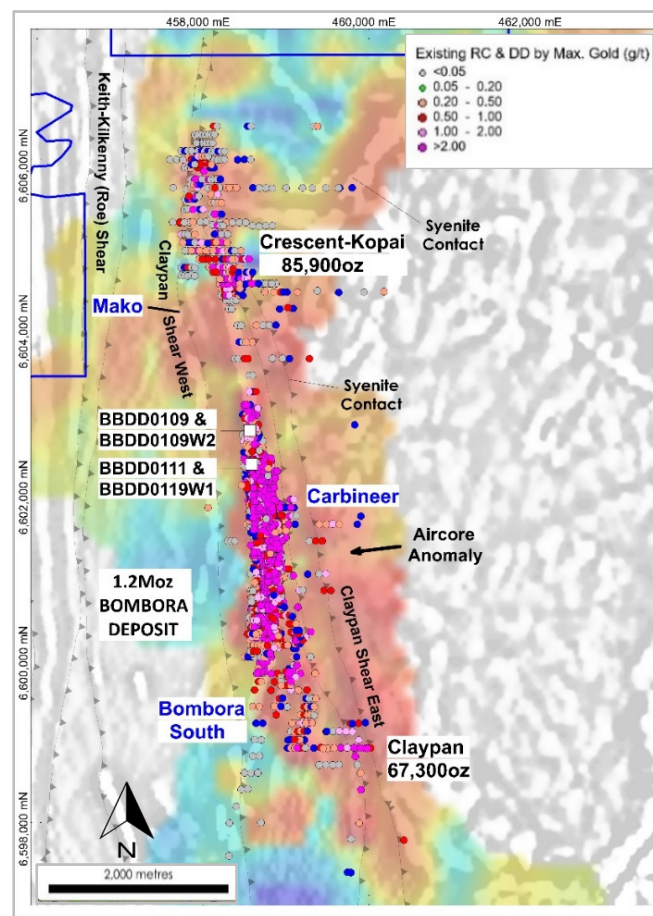 458,000 mE
460,000 mE
462,000 mE
Existing RC & DD by Max. Gold (g/t)
<0.05
0.05 - 0.20
0.20 - 0.50
0.50 - 1.00
1.00 - 2.00
>2.00
Keith-Kilkenny (Roe) Shear
6,606,000 mN
Syenite
Contact
Crescent-Kopai
85,900oz
Claypan
Shear West
Mako
6,604,000 mN
Syenite
Contact
BBDD0109 &
BBDD0109W2
BBDD0111 &
BBDD0119W1
Carbineer
6,602,000 mN
Aircore
Anomaly
1.2Moz
BOMBORA
DEPOSIT
Claypan Shear East
6,600,000 mN
Bombora
South
Claypan
67,300oz
6,598,000 mN
N
2,000 metres